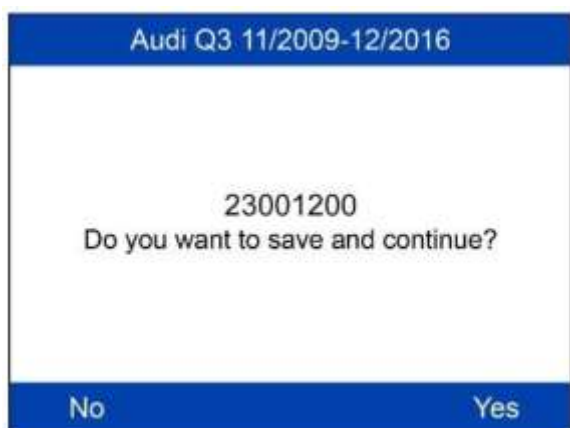 Audi Q3 11/2009-12/2016
23001200
Do you want to save and continue?
No Yes